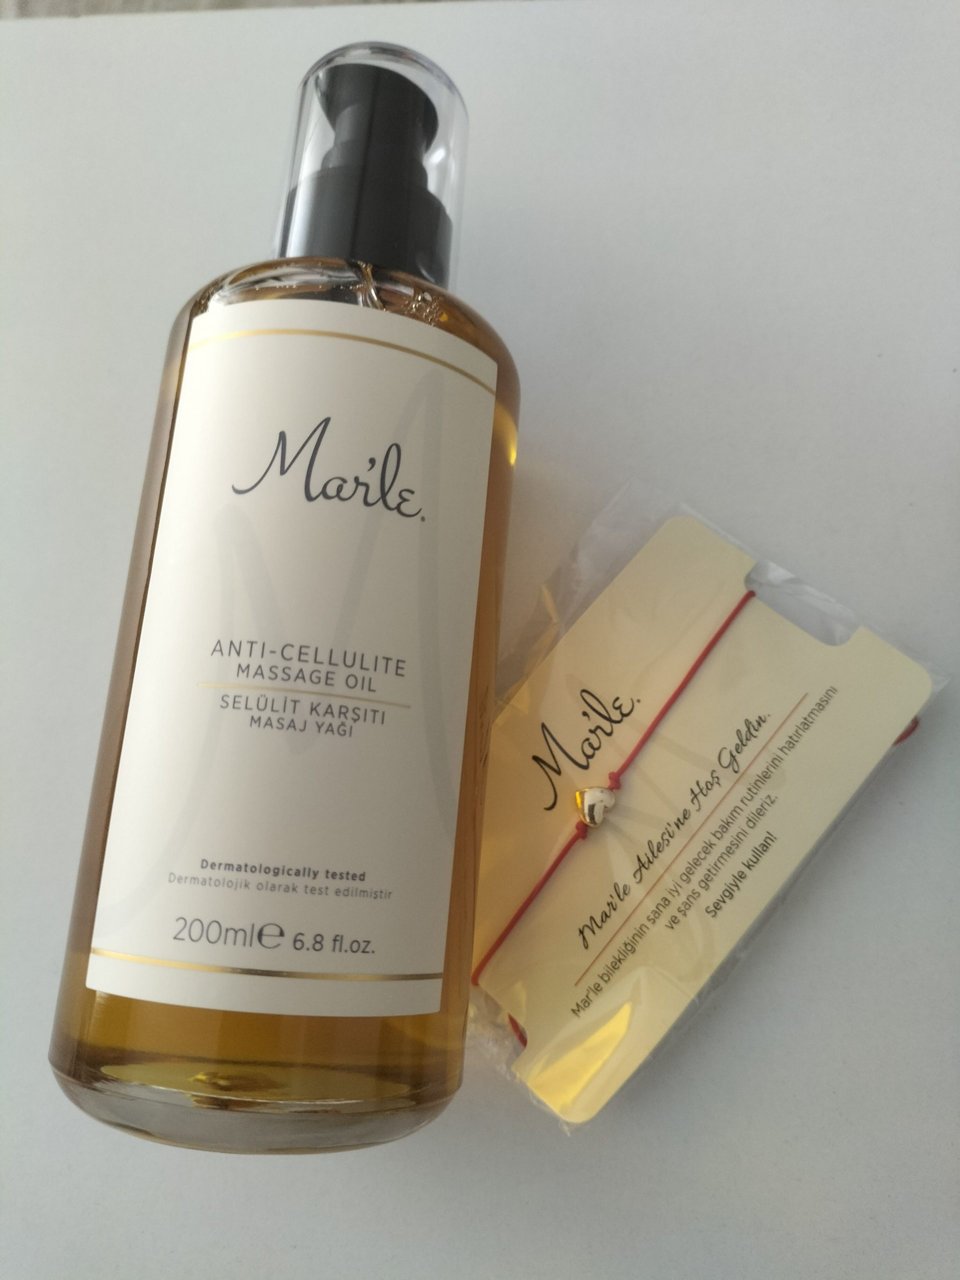 Mar'le.
ANTI-CELLULITE
MASSAGE OIL
SELÜLİT KARŞITI
MASAJ YAĞI
Dermatologically tested
Dermatolojik olarak test edilmiştir
200ml℮ 6.8 fl.oz.
Mar'le.
Mar'le Ailesi'ne Hoş Geldin.
Mar'le bilekliğinin sana iyi gelecek bakım rutinlerini hatırlatmasını
ve şans getirmesini dileriz.
Sevgiyle kullan!